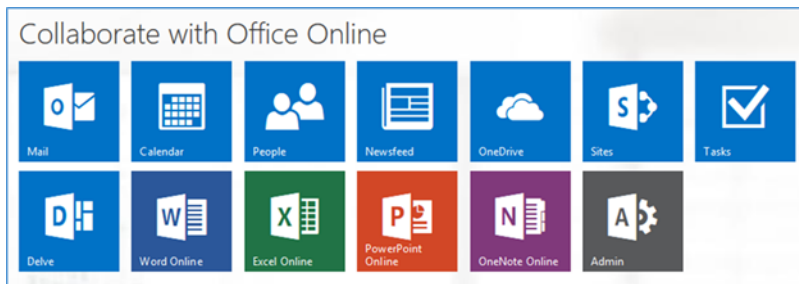 Collaborate with Office Online
O
S
Mail
Calendar
People
Newsfeed
OneDrive
Sites
Tasks
D
W
X
P
N
A
Delve
Word Online
Excel Online
PowerPoint
Online
OneNote Online
Admin